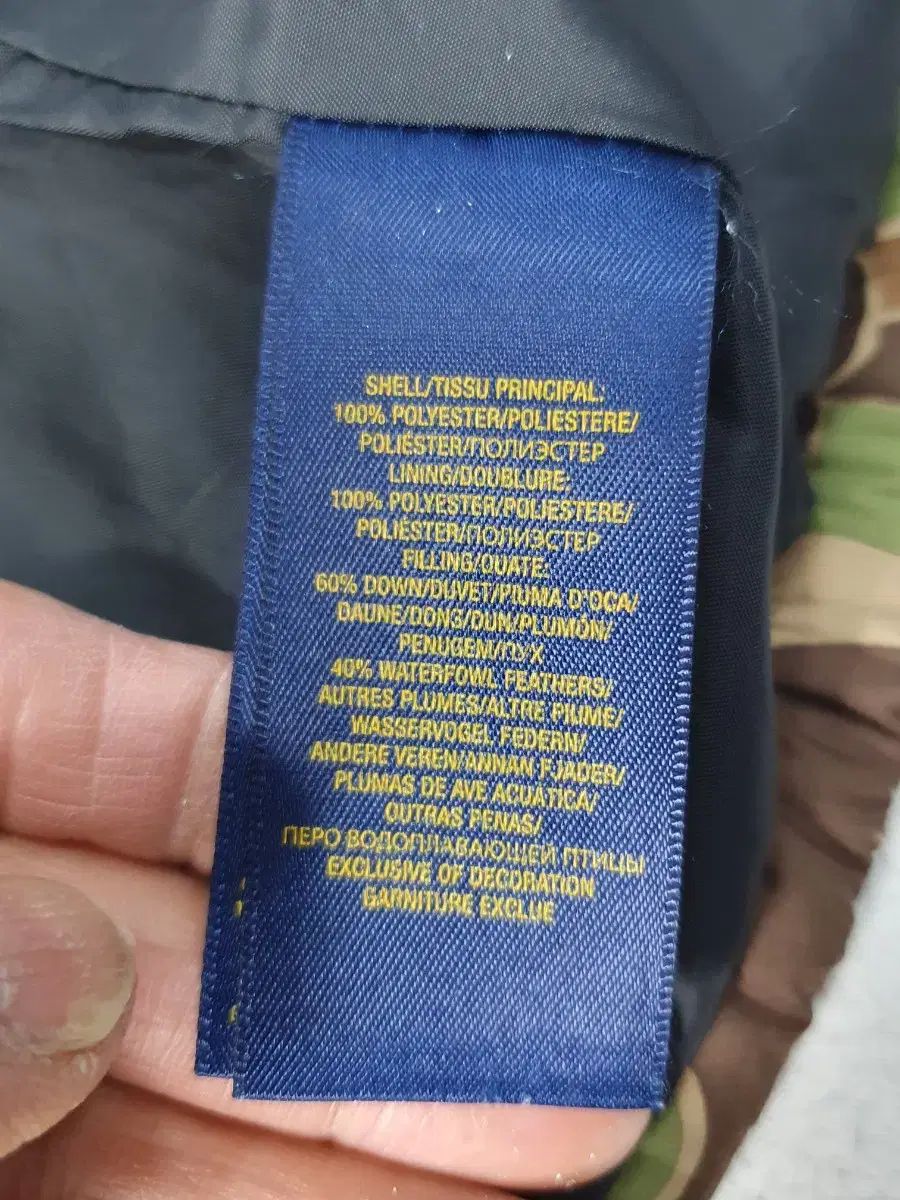 SHELL/TISSU PRINCIPAL:
100% POLYESTER/POLIESTERE/
POLIÉSTER/ПОЛИЭСТЕР
LINING/DOUBLURE:
100% POLYESTER/POLIESTERE/
POLIÉSTER/ПОЛИЭСТЕР
FILLING/OUATE:
60% DOWN/DUVET/PIUMA D'OCA/
DAUNE/DONS/DUN/PLUMÓN/
PENUGEM/ПУХ
40% WATERFOWL FEATHERS/
AUTRES PLUMES/ALTRE PIUME/
WASSERVOGEL FEDERN/
ANDERE VEREN/ANNAN FJADER/
PLUMAS DE AVE ACUÁTICA/
OUTRAS PENAS/
ПЕРО ВОДОПЛАВАЮЩЕЙ ПТИЦЫ
EXCLUSIVE OF DECORATION
GARNITURE EXCLUE